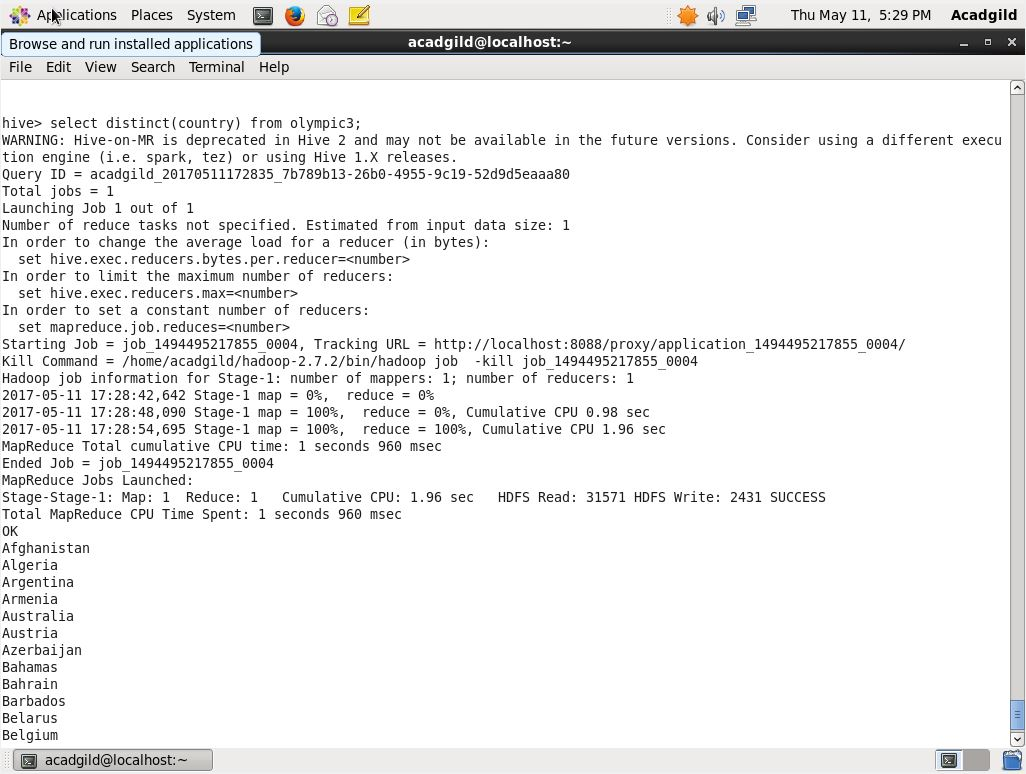 Applications Places System Thu May 11, 5:29 PM Acadgild
Browse and run installed applications
acadgild@localhost:~
File Edit View Search Terminal Help
hive> select distinct(country) from olympic3;
WARNING: Hive-on-MR is deprecated in Hive 2 and may not be available in the future versions. Consider using a different execu
tion engine (i.e. spark, tez) or using Hive 1.X releases.
Query ID = acadgild_20170511172835_7b789b13-26b0-4955-9c19-52d9d5eaaa80
Total jobs = 1
Launching Job 1 out of 1
Number of reduce tasks not specified. Estimated from input data size: 1
In order to change the average load for a reducer (in bytes):
  set hive.exec.reducers.bytes.per.reducer=<number>
In order to limit the maximum number of reducers:
  set hive.exec.reducers.max=<number>
In order to set a constant number of reducers:
  set mapreduce.job.reduces=<number>
Starting Job = job_1494495217855_0004, Tracking URL = http://localhost:8088/proxy/application_1494495217855_0004/
Kill Command = /home/acadgild/hadoop-2.7.2/bin/hadoop job  -kill job_1494495217855_0004
Hadoop job information for Stage-1: number of mappers: 1; number of reducers: 1
2017-05-11 17:28:42,642 Stage-1 map = 0%,  reduce = 0%
2017-05-11 17:28:48,090 Stage-1 map = 100%,  reduce = 0%, Cumulative CPU 0.98 sec
2017-05-11 17:28:54,695 Stage-1 map = 100%,  reduce = 100%, Cumulative CPU 1.96 sec
MapReduce Total cumulative CPU time: 1 seconds 960 msec
Ended Job = job_1494495217855_0004
MapReduce Jobs Launched:
Stage-Stage-1: Map: 1  Reduce: 1   Cumulative CPU: 1.96 sec   HDFS Read: 31571 HDFS Write: 2431 SUCCESS
Total MapReduce CPU Time Spent: 1 seconds 960 msec
OK
Afghanistan
Algeria
Argentina
Armenia
Australia
Austria
Azerbaijan
Bahamas
Bahrain
Barbados
Belarus
Belgium
acadgild@localhost:~